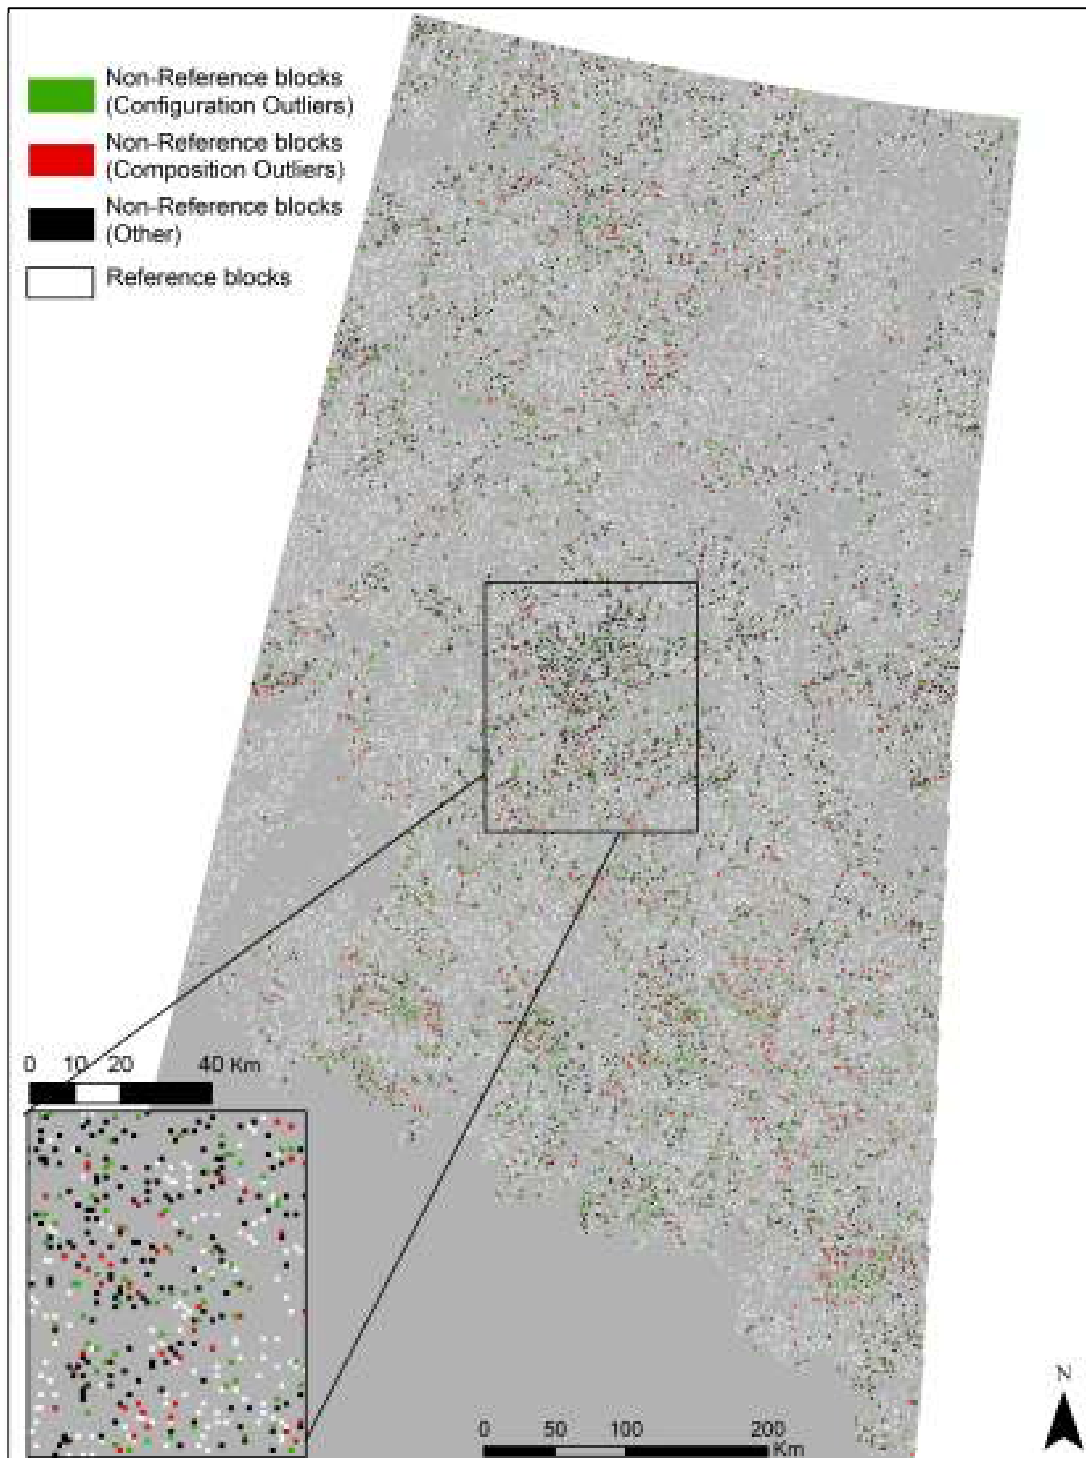 Non-Reference blocks
(Configuration Outliers)
Non-Reference blocks
(Composition Outliers)
Non-Reference blocks
(Other)
Reference blocks
0 10 20 40 Km
0 50 100 200
Km
N